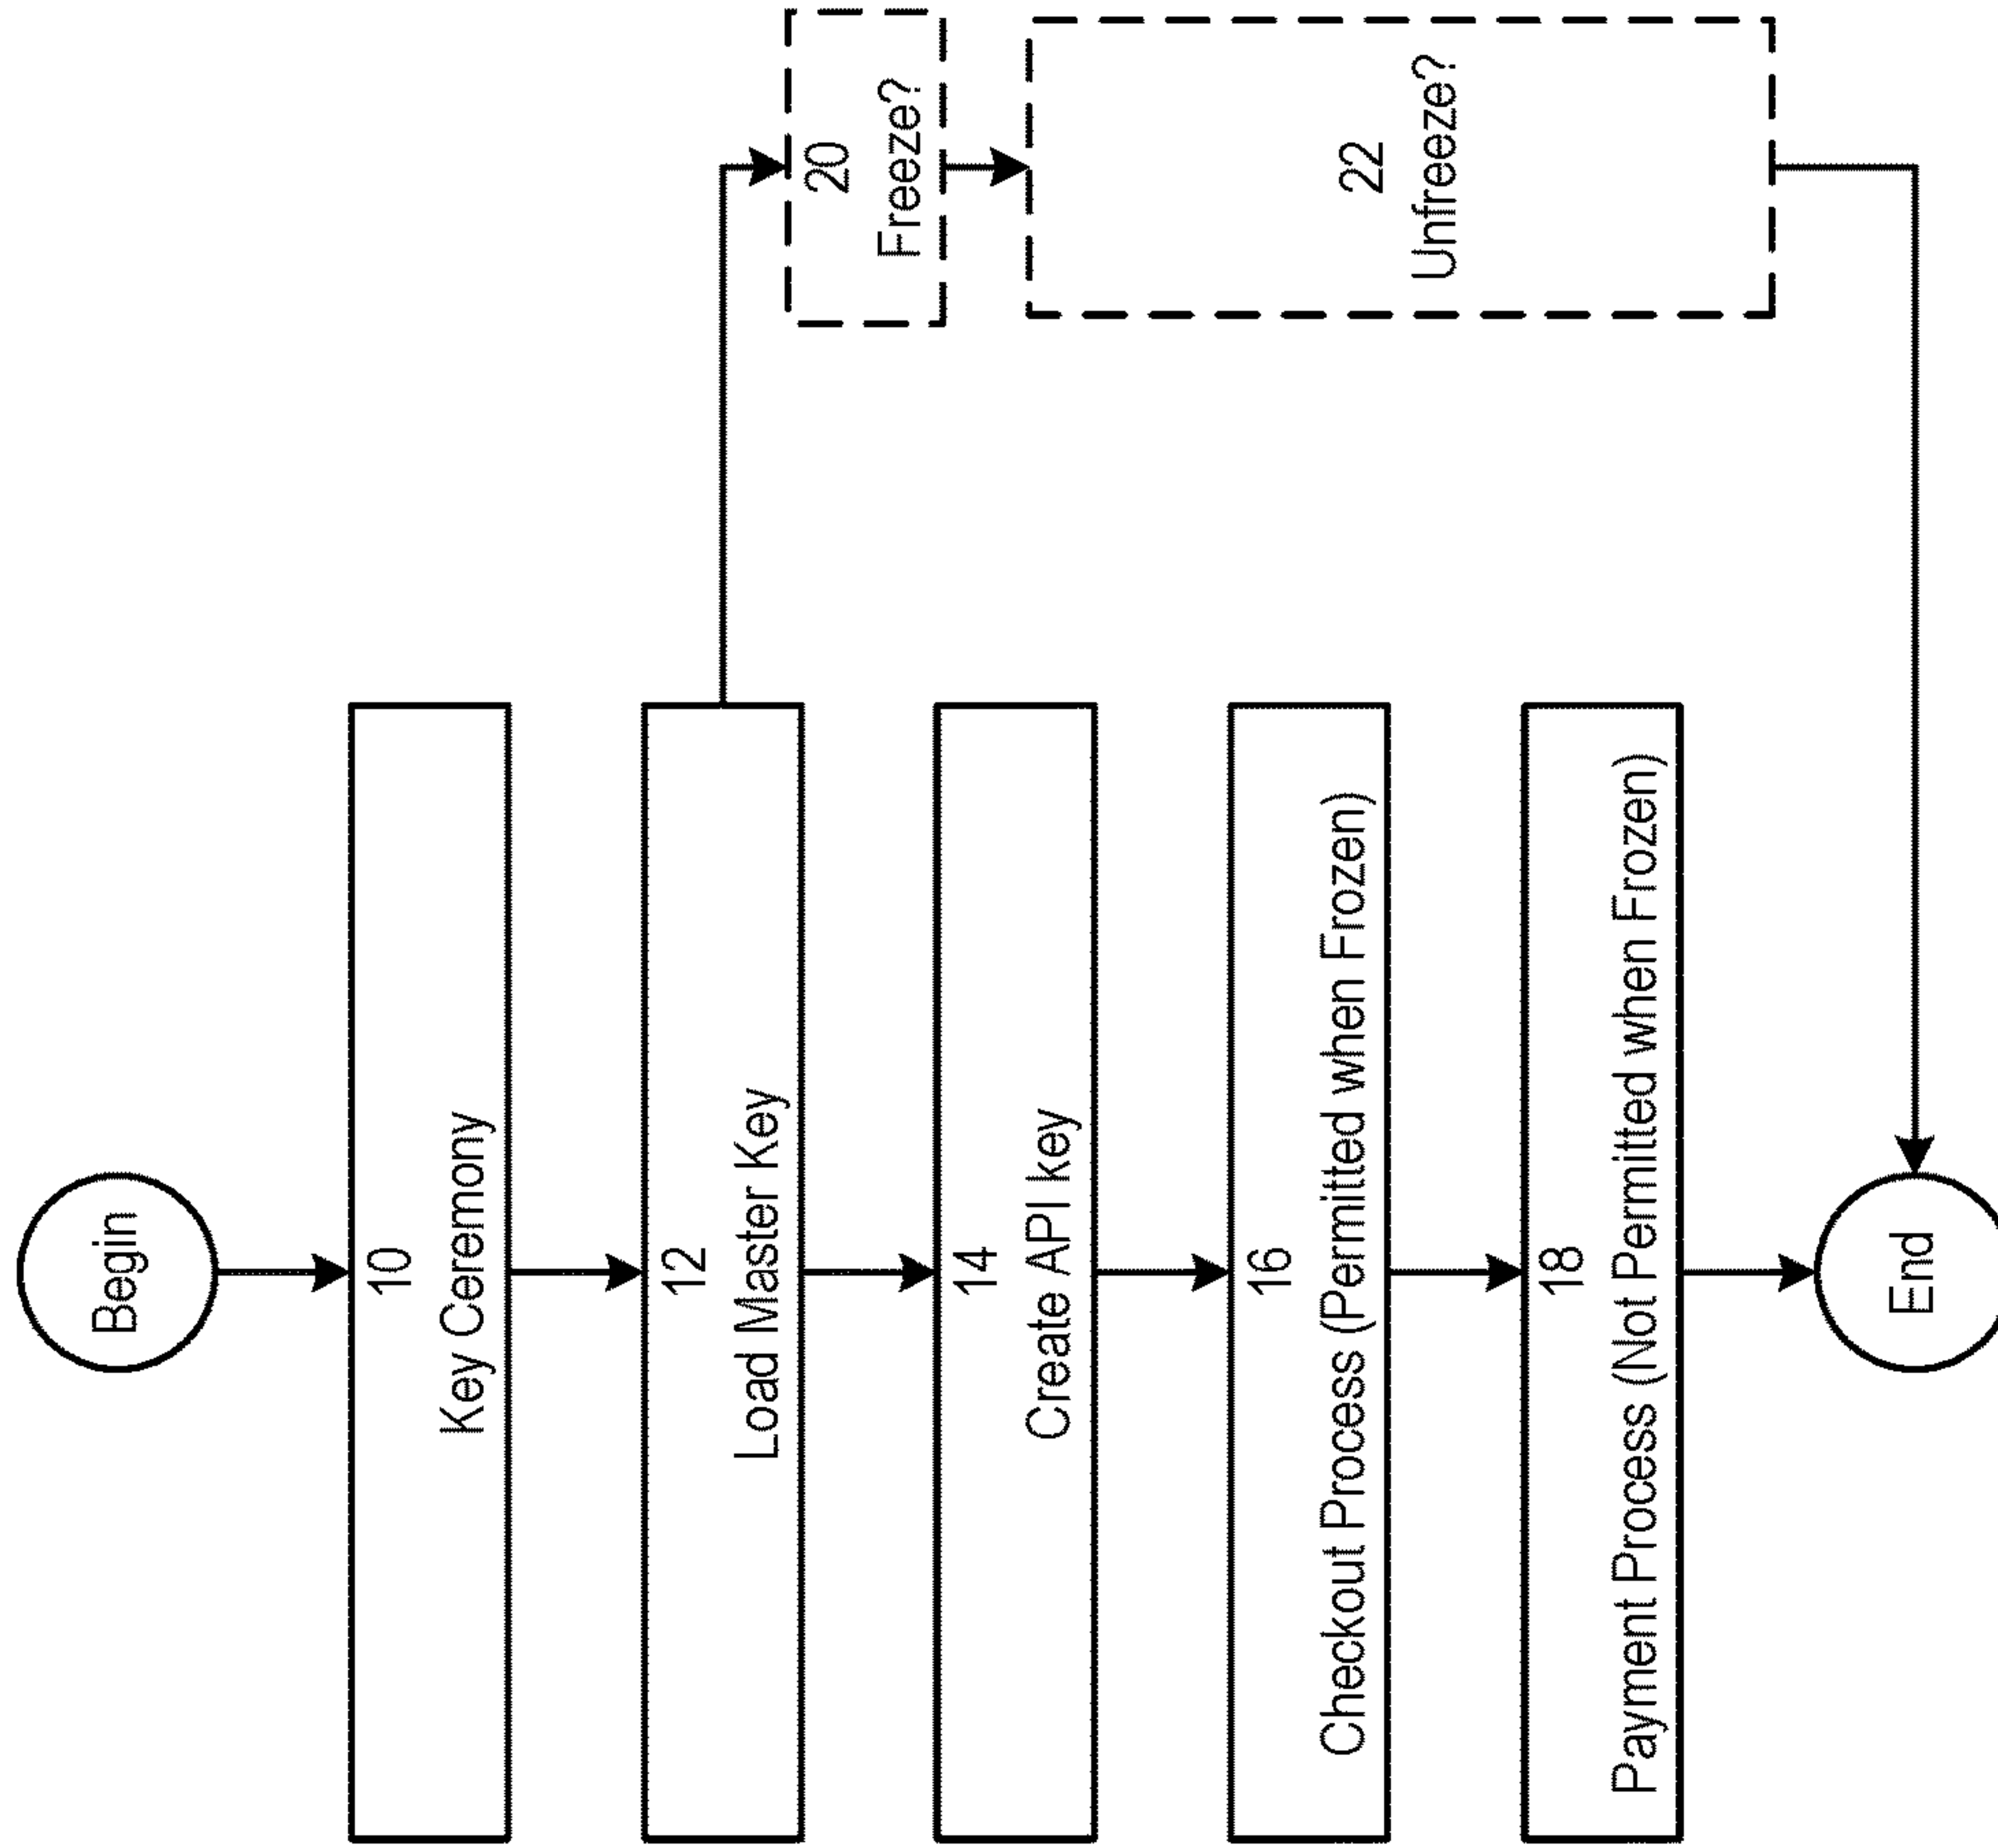 Begin
10
Key Ceremony
12
Load Master Key
14
Create API key
16
Checkout Process (Permitted when Frozen)
18
Payment Process (Not Permitted when Frozen)
End
20
Freeze?
22
Unfreeze?